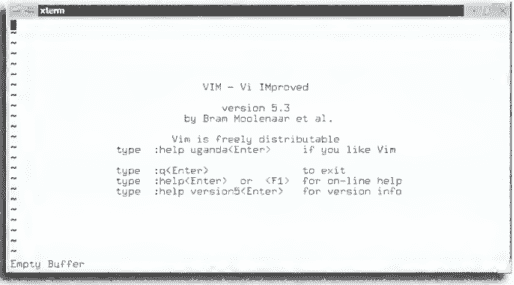 xterm
~
~
~
~
VIM - Vi IMproved
~
version 5.3
by Bram Moolenaar et al.
~
Vim is freely distributable
type :help uganda<Enter> if you like Vim
~
type :q<Enter> to exit
type :help<Enter> or <F1> for on-line help
type :help version5<Enter> for version info
~
~
~
~
Empty Buffer